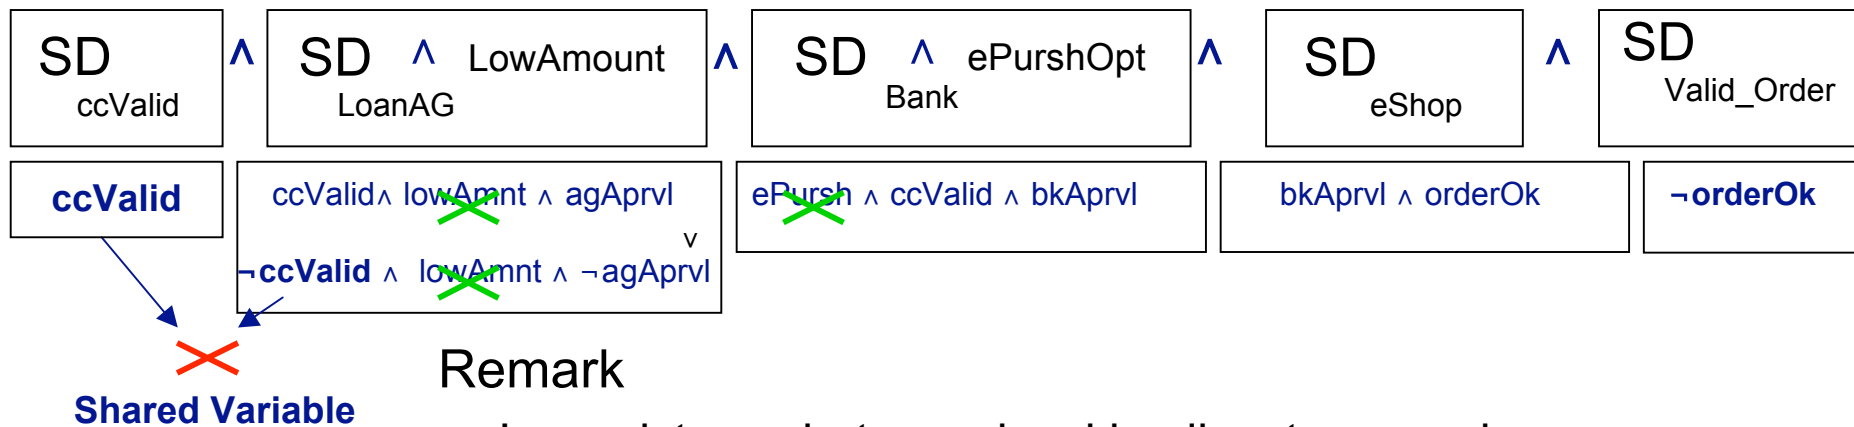 SD ccValid ∧ SD LoanAG ∧ LowAmount ∧ SD Bank ∧ ePurshOpt ∧ SD eShop ∧ SD Valid_Order
ccValid
ccValid ∧ lowAmnt ∧ agAprvl
∨
¬ccValid ∧ lowAmnt ∧ ¬agAprvl
ePursh ∧ ccValid ∧ bkAprvl
bkAprvl ∧ orderOk
¬orderOk
Shared Variable
Remark